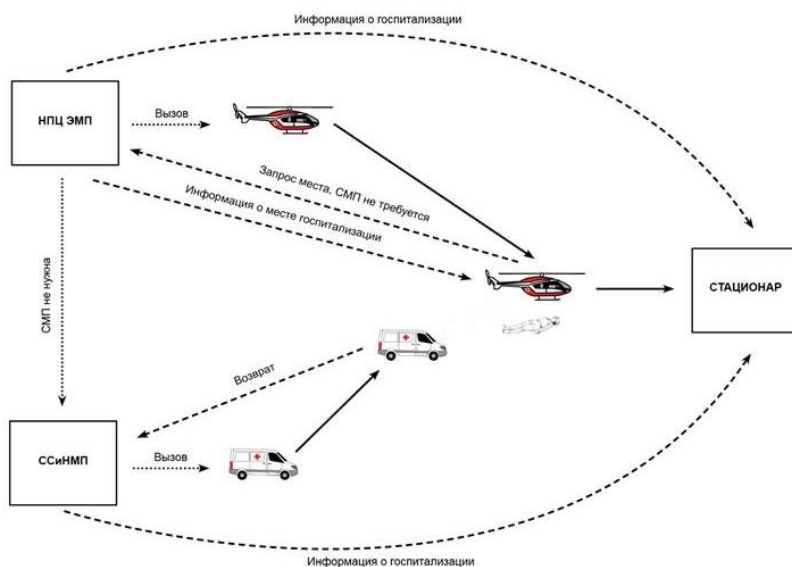 Информация о госпитализации
НПЦ ЭМП
Вызов
Запрос места, СМП не требуется
Информация о месте госпитализации
СМП не нужна
СТАЦИОНАР
Возврат
ССиНМП
Вызов
Информация о госпитализации